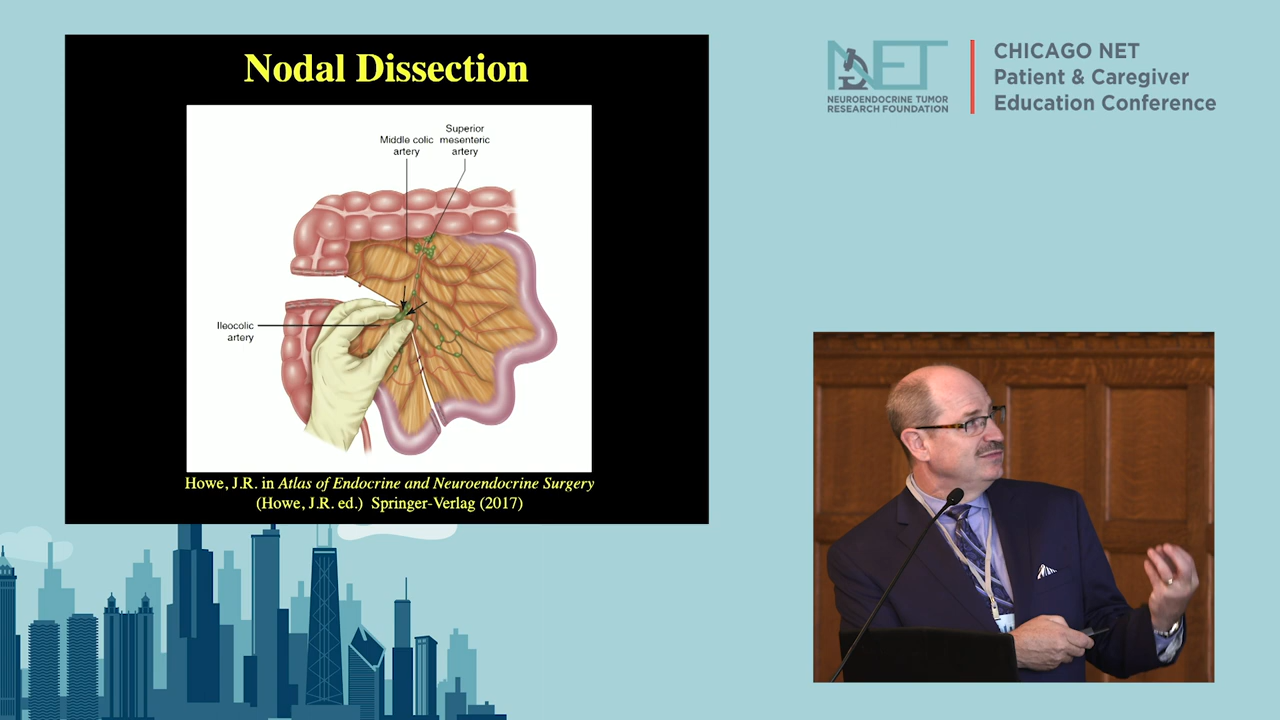 Nodal Dissection
Superior
Middle colic mesenteric
artery artery
Ileocolic
artery
Howe, J.R. in Atlas of Endocrine and Neuroendocrine Surgery
(Howe, J.R. ed.) Springer-Verlag (2017)
NET
NEUROENDOCRINE TUMOR
RESEARCH FOUNDATION
CHICAGO NET
Patient & Caregiver
Education Conference